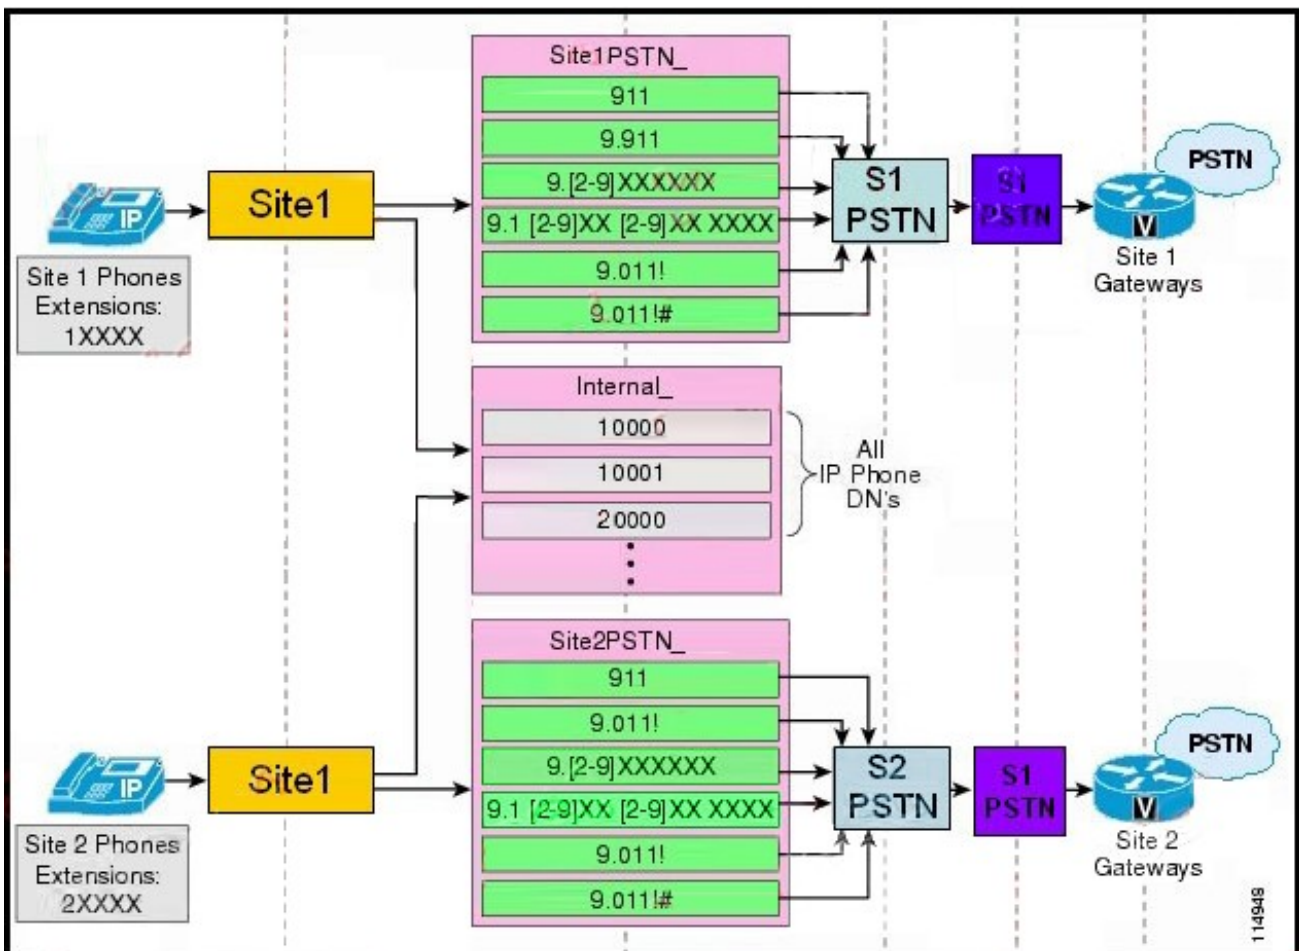 Site1PSTN_
911
9.911
9.[2-9]XXXXXX
9.1 [2-9]XX [2-9]XX XXXX
9.011!
9.011!#
IP
Site1
S1
PSTN
S1
PSTN
PSTN
V
Site 1
Gateways
Site 1 Phones
Extensions:
1XXXX
Internal_
10000
10001
20000
All
IP Phone
DN's
Site2PSTN_
911
9.011!
9.[2-9]XXXXXX
9.1 [2-9]XX [2-9]XX XXXX
9.011!
9.011!#
IP
Site1
S2
PSTN
S1
PSTN
PSTN
V
Site 2
Gateways
Site 2 Phones
Extensions:
2XXXX
114949